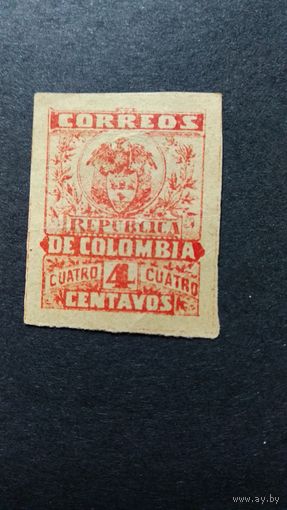 CORREOS
REPUBLICA
DE COLOMBIA
CUATRO 4 CUATRO
CENTAVOS
www.ay.by